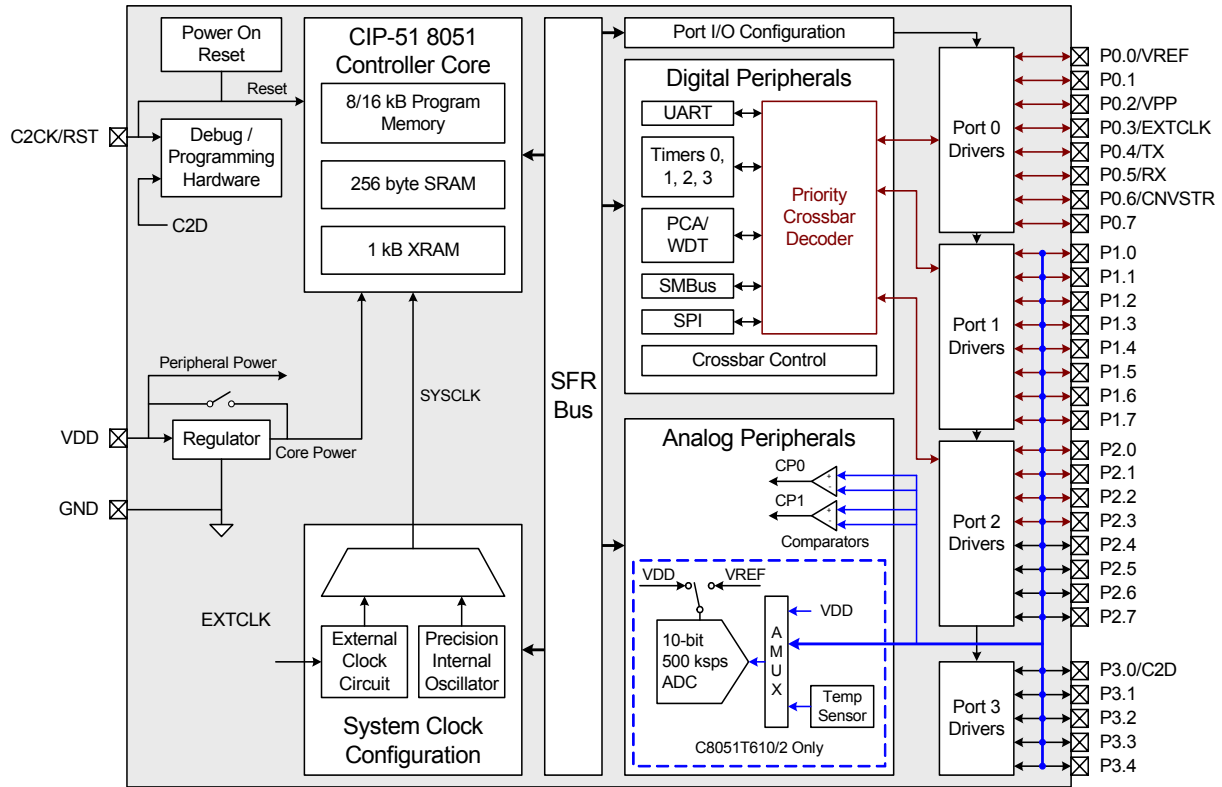 Power On
Reset
Reset
C2CK/RST
Debug /
Programming
Hardware
C2D
CIP-51 8051
Controller Core
8/16 kB Program
Memory
256 byte SRAM
1 kB XRAM
Peripheral Power
VDD
Regulator
Core Power
GND
SYSCLK
EXTCLK
External
Clock
Circuit
Precision
Internal
Oscillator
System Clock
Configuration
SFR
Bus
Port I/O Configuration
Digital Peripherals
UART
Timers 0,
1, 2, 3
PCA/
WDT
SMBus
SPI
Priority
Crossbar
Decoder
Crossbar Control
Analog Peripherals
CP0
+
-
CP1
+
-
Comparators
VDD
VREF
10-bit
500 ksps
ADC
A
M
U
X
VDD
Temp
Sensor
C8051T610/2 Only
Port 0
Drivers
Port 1
Drivers
Port 2
Drivers
Port 3
Drivers
P0.0/VREF
P0.1
P0.2/VPP
P0.3/EXTCLK
P0.4/TX
P0.5/RX
P0.6/CNVSTR
P0.7
P1.0
P1.1
P1.2
P1.3
P1.4
P1.5
P1.6
P1.7
P2.0
P2.1
P2.2
P2.3
P2.4
P2.5
P2.6
P2.7
P3.0/C2D
P3.1
P3.2
P3.3
P3.4